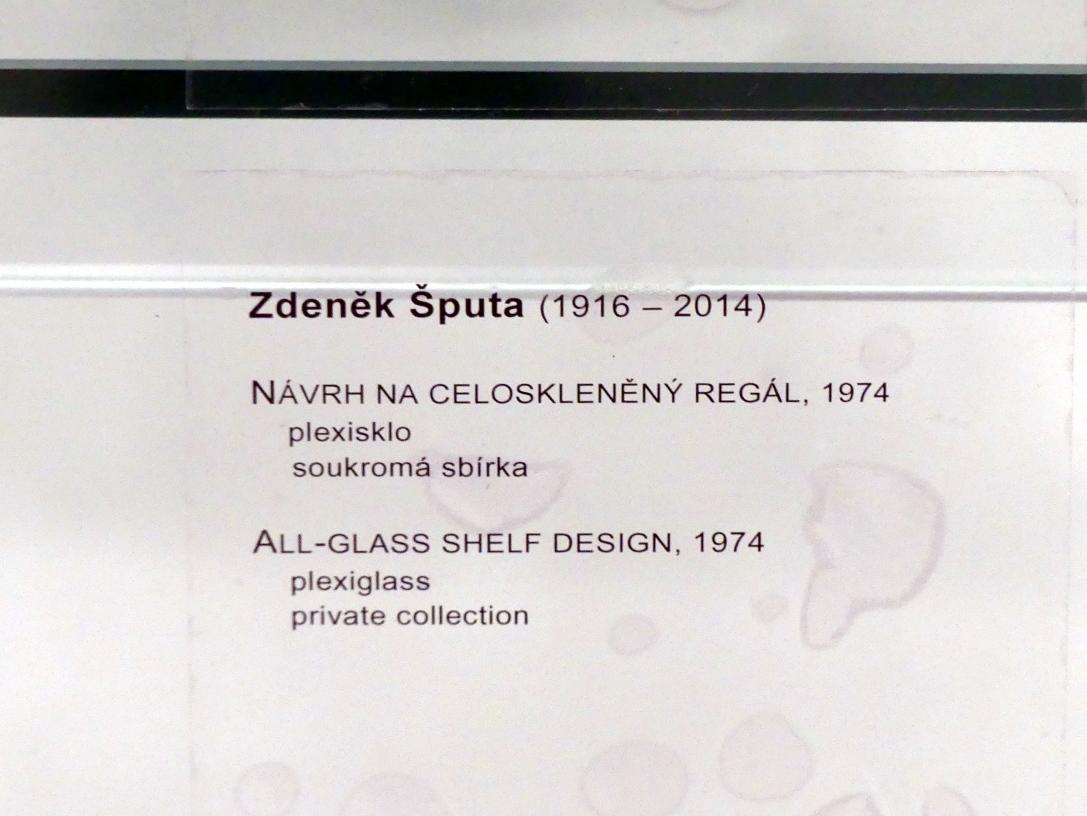 Zdeněk Šputa (1916 – 2014)
NÁVRH NA CELOSKLENĚNÝ REGÁL, 1974
plexisklo
soukromá sbírka
ALL-GLASS SHELF DESIGN, 1974
plexiglass
private collection